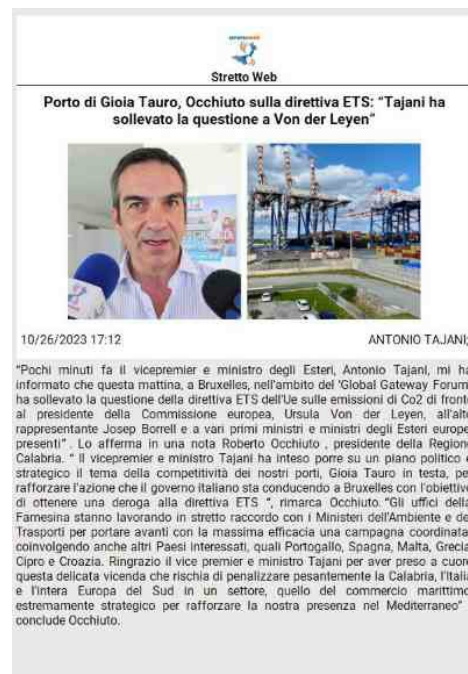 Stretto Web
Porto di Gioia Tauro, Occhiuto sulla direttiva ETS: “Tajani ha
sollevato la questione a Von der Leyen”
10/26/2023 17:12 ANTONIO TAJANI;
“Pochi minuti fa il vicepremier e ministro degli Esteri, Antonio Tajani, mi ha
informato che questa mattina, a Bruxelles, nell'ambito del 'Global Gateway Forum
ha sollevato la questione della direttiva ETS dell'Ue sulle emissioni di Co2 di fronte
al presidente della Commissione europea, Ursula Von der Leyen, all'alto
rappresentante Josep Borrell e a vari primi ministri e ministri degli Esteri europe
presenti” . Lo afferma in una nota Roberto Occhiuto , presidente della Region
Calabria. “ Il vicepremier e ministro Tajani ha inteso porre su un piano politico e
strategico il tema della competitività dei nostri porti, Gioia Tauro in testa, pe
rafforzare l'azione che il governo italiano sta conducendo a Bruxelles con l'obiettivo
di ottenere una deroga alla direttiva ETS “, rimarca Occhiuto. “Gli uffici della
Farnesina stanno lavorando in stretto raccordo con i Ministeri dell'Ambiente e de
Trasporti per portare avanti con la massima efficacia una campagna coordinata
coinvolgendo anche altri Paesi interessati, quali Portogallo, Spagna, Malta, Grecia
Cipro e Croazia. Ringrazio il vice premier e ministro Tajani per aver preso a cuore
questa delicata vicenda che rischia di penalizzare pesantemente la Calabria, l'Italia
e l'intera Europa del Sud in un settore, quello del commercio marittimo
estremamente strategico per rafforzare la nostra presenza nel Mediterraneo”
conclude Occhiuto.